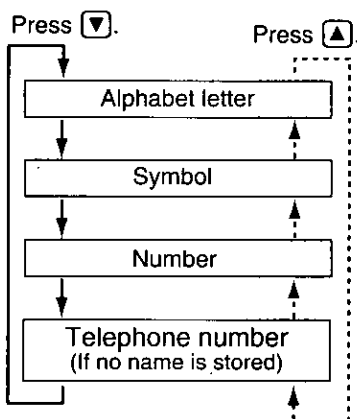 Press ▼.
Press ▲.
Alphabet letter
Symbol
Number
Telephone number
(If no name is stored)